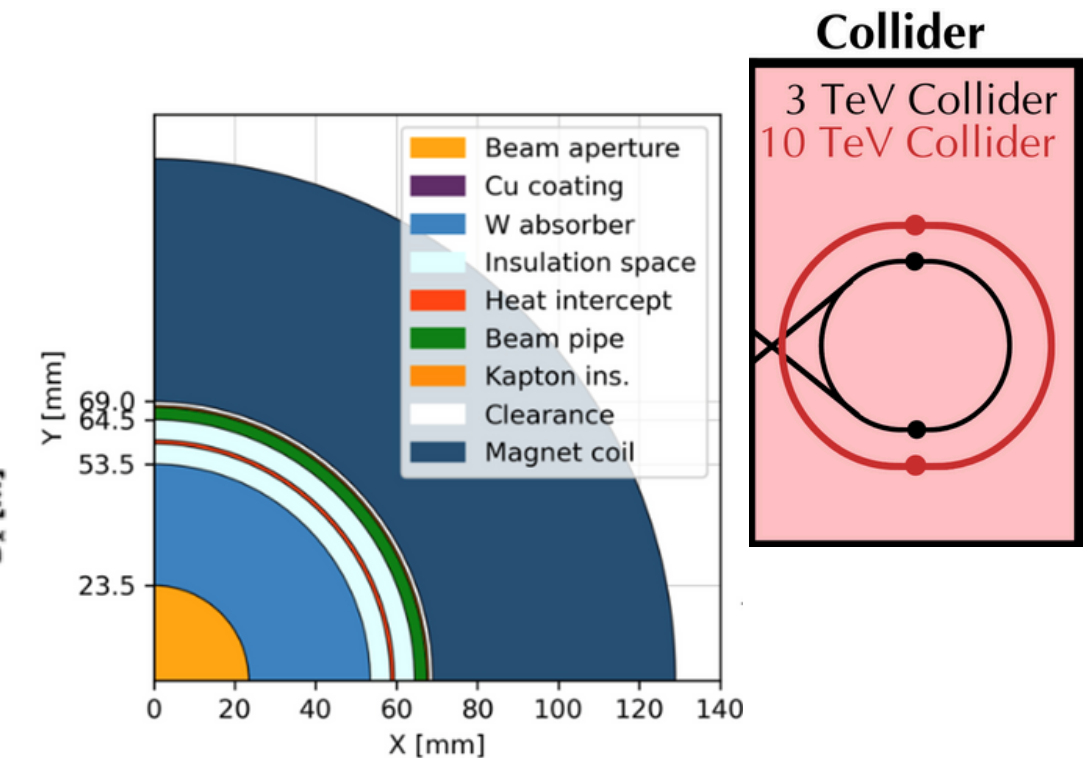 Collider
3 TeV Collider
10 TeV Collider
Beam aperture
Cu coating
W absorber
Insulation space
Heat intercept
Beam pipe
Kapton ins.
Clearance
Magnet coil
Y [mm]
69.0
64.5
53.5
23.5
0 20 40 60 80 100 120 140
X [mm]